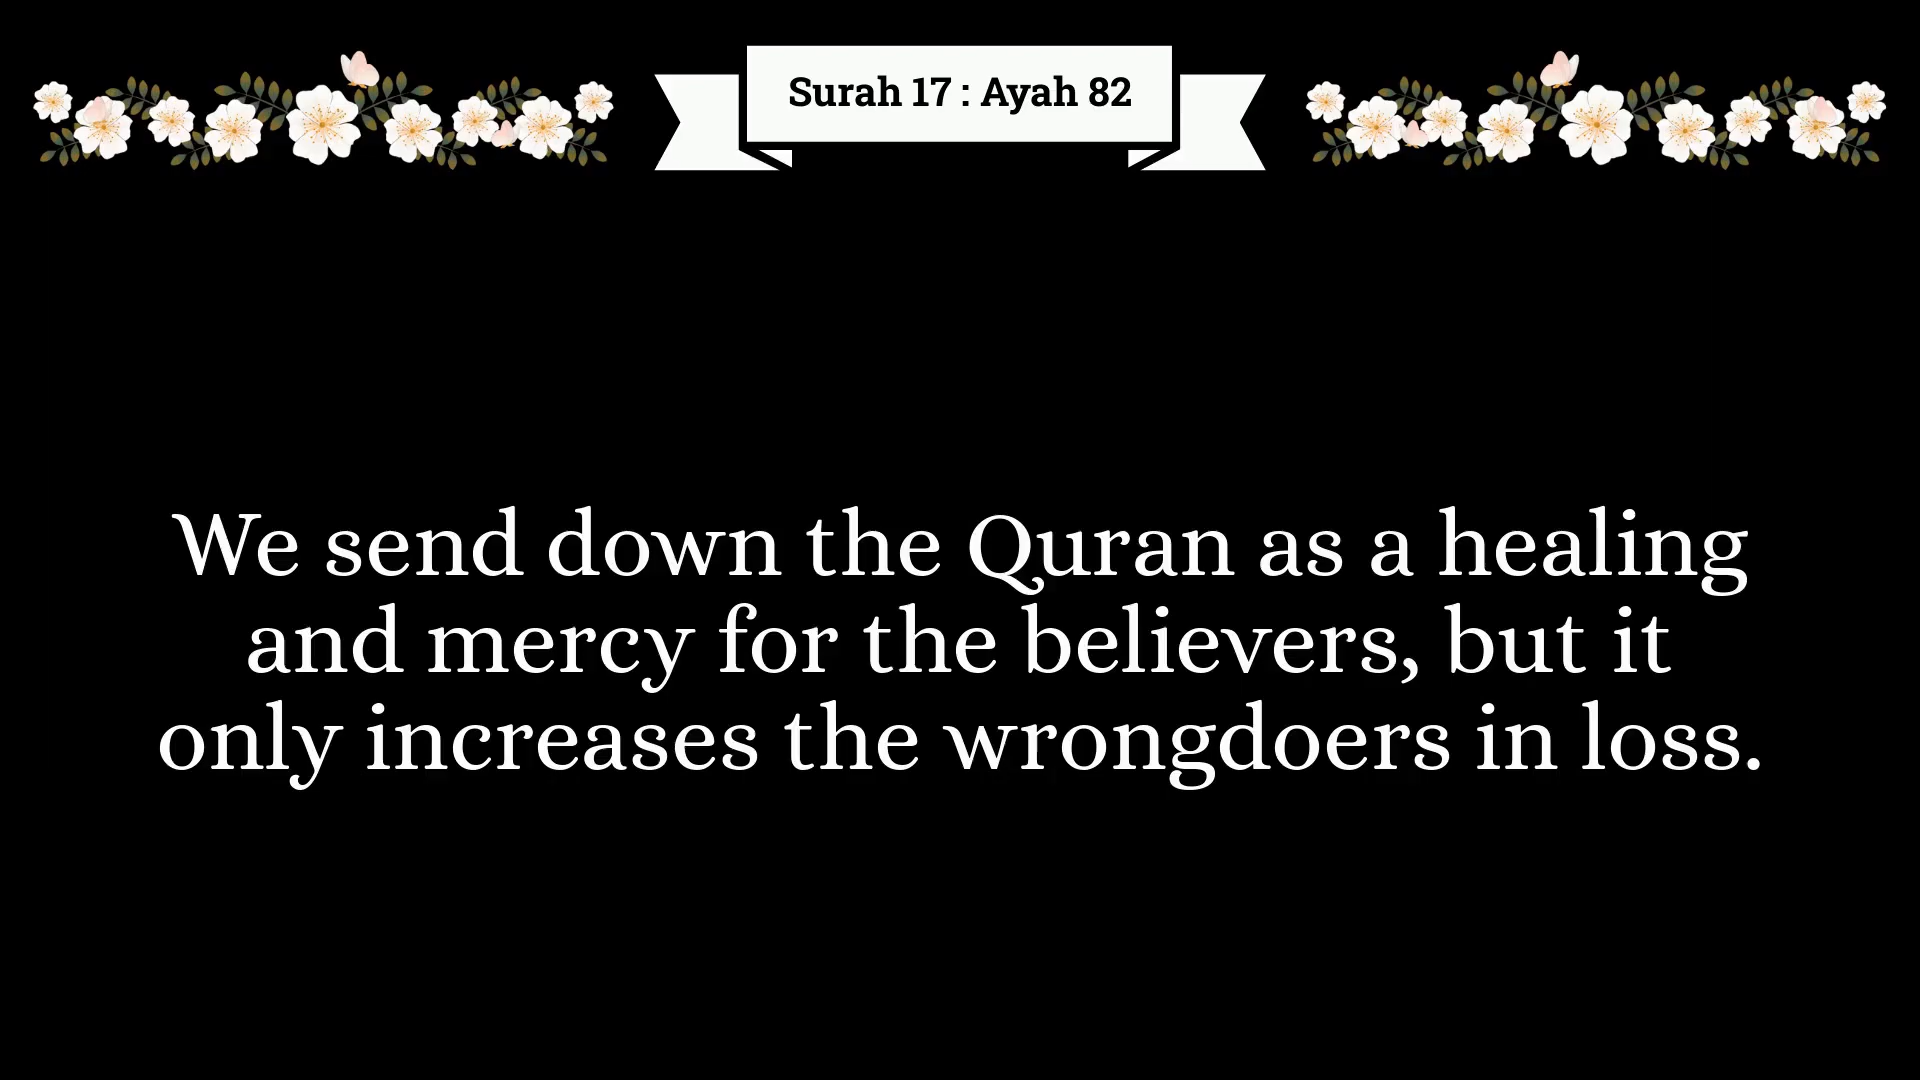 Surah 17 : Ayah 82
We send down the Quran as a healing
and mercy for the believers, but it
only increases the wrongdoers in loss.